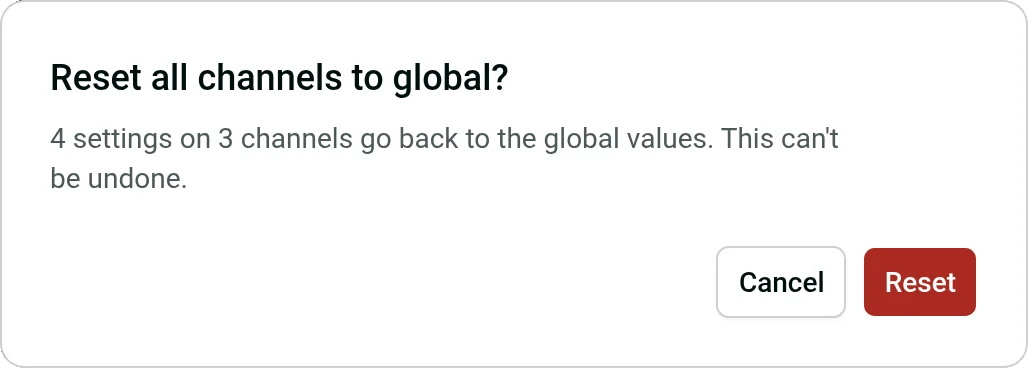 Reset all channels to global?
4 settings on 3 channels go back to the global values. This can't
be undone.
Cancel
Reset